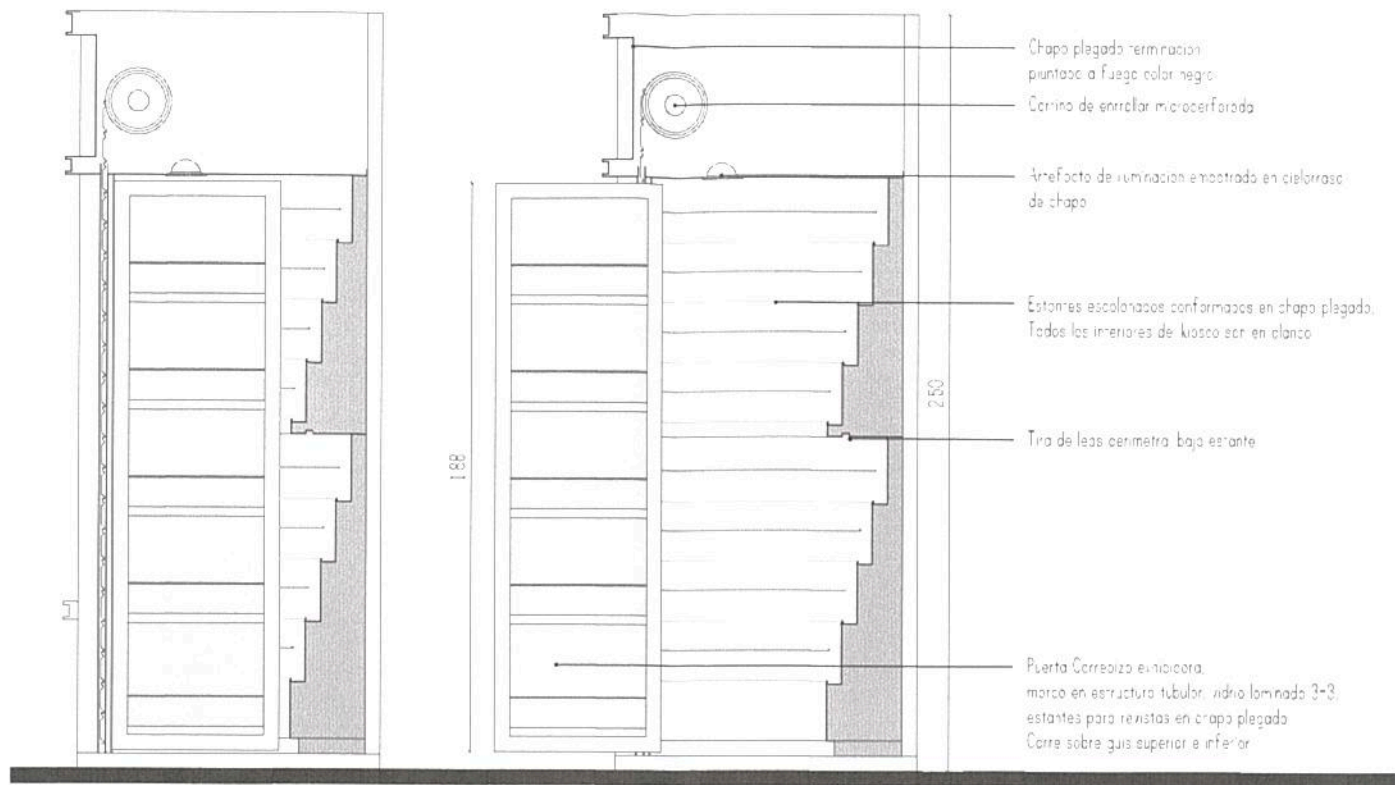 Chapa plegada terminacion
piuntada a fuego color negro
Cortina de enrrollar microperforada
Artefacto de iluminacion empotrado en cielorraso
de chapa
Estantes escalonados conformados en chapa plegada.
Todos los interiores del kiosco son en blanco
250
Tira de leds perimetral bajo estante
188
Puerta Corrediza exhibidora,
marco en estructura tubular, vidrio laminado 3+3,
estantes para revistas en chapa plegada
Corre sobre guia superior e inferior